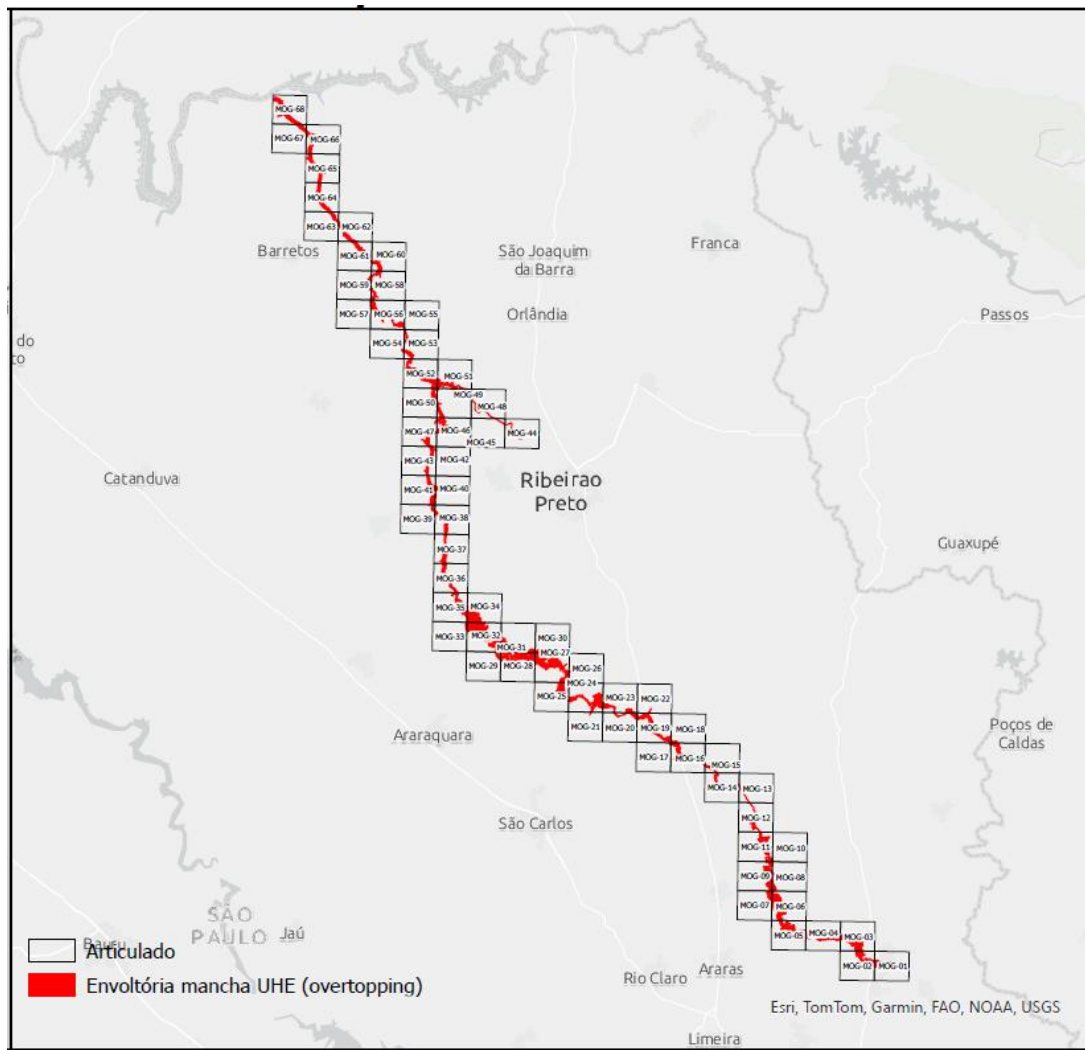 MOG-68
MOG-67
MOG-66
MOG-65
MOG-64
MOG-63
MOG-62
Barretos
MOG-61
MOG-60
São Joaquim
da Barra
Franca
MOG-59
MOG-58
MOG-57
MOG-56
MOG-55
Orlândia
Passos
do
MOG-54
MOG-53
MOG-52
MOG-51
MOG-50
MOG-49
MOG-48
MOG-47
MOG-46
MOG-45
MOG-44
MOG-43
MOG-42
Catanduva
MOG-41
MOG-40
Ribeirao
Preto
MOG-39
MOG-38
MOG-37
Guaxupé
MOG-36
MOG-35
MOG-34
MOG-33
MOG-32
MOG-31
MOG-30
MOG-29
MOG-28
MOG-27
MOG-26
MOG-25
MOG-24
MOG-23
MOG-22
MOG-21
MOG-20
MOG-19
MOG-18
Araraquara
Poços de
Caldas
MOG-17
MOG-16
MOG-15
MOG-14
MOG-13
São Carlos
MOG-12
MOG-11
MOG-10
MOG-09
MOG-08
MOG-07
MOG-06
SÃO
PAULO
Jaú
MOG-05
MOG-04
MOG-03
MOG-02
MOG-01
Bauru
Articulado
Envoltória mancha UHE (overtopping)
Rio Claro
Araras
Limeira
Esri, TomTom, Garmin, FAO, NOAA, USGS